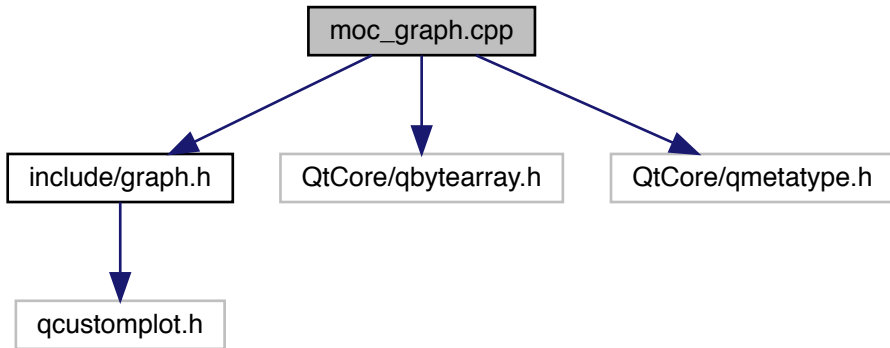 moc_graph.cpp
include/graph.h
QtCore/qbytearray.h
QtCore/qmetatype.h
qcustomplot.h